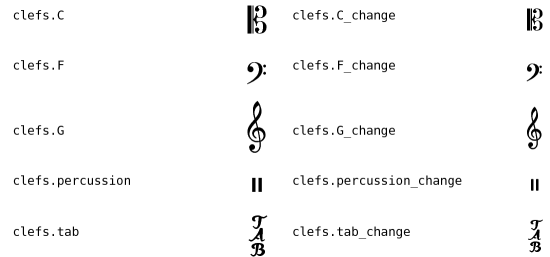 clefs.C clefs.C_change
clefs.F clefs.F_change
clefs.G clefs.G_change
clefs.percussion clefs.percussion_change
clefs.tab T A B clefs.tab_change T A B